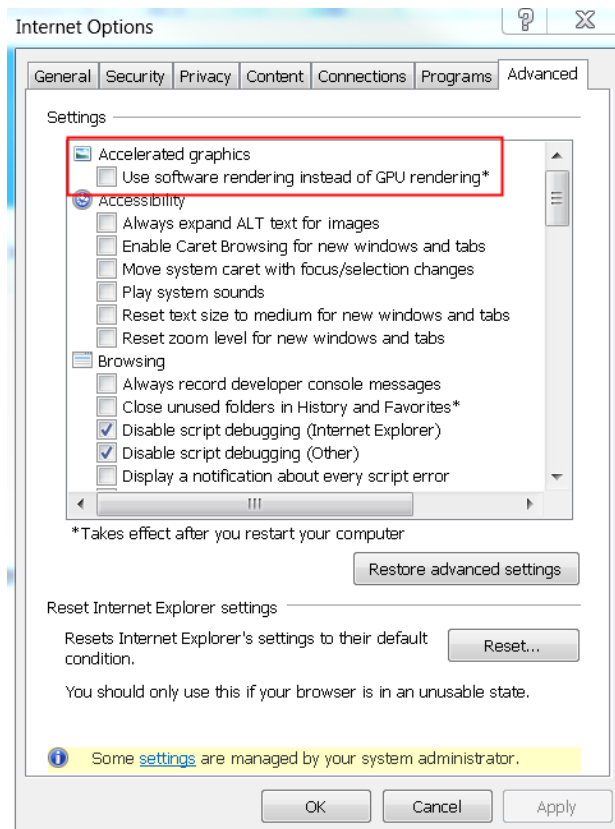 Internet Options
General Security Privacy Content Connections Programs Advanced
Settings
Accelerated graphics
Use software rendering instead of GPU rendering*
Accessibility
Always expand ALT text for images
Enable Caret Browsing for new windows and tabs
Move system caret with focus/selection changes
Play system sounds
Reset text size to medium for new windows and tabs
Reset zoom level for new windows and tabs
Browsing
Always record developer console messages
Close unused folders in History and Favorites*
Disable script debugging (Internet Explorer)
Disable script debugging (Other)
Display a notification about every script error
*Takes effect after you restart your computer
Restore advanced settings
Reset Internet Explorer settings
Resets Internet Explorer's settings to their default
condition.
Reset...
You should only use this if your browser is in an unusable state.
Some settings are managed by your system administrator.
OK Cancel Apply